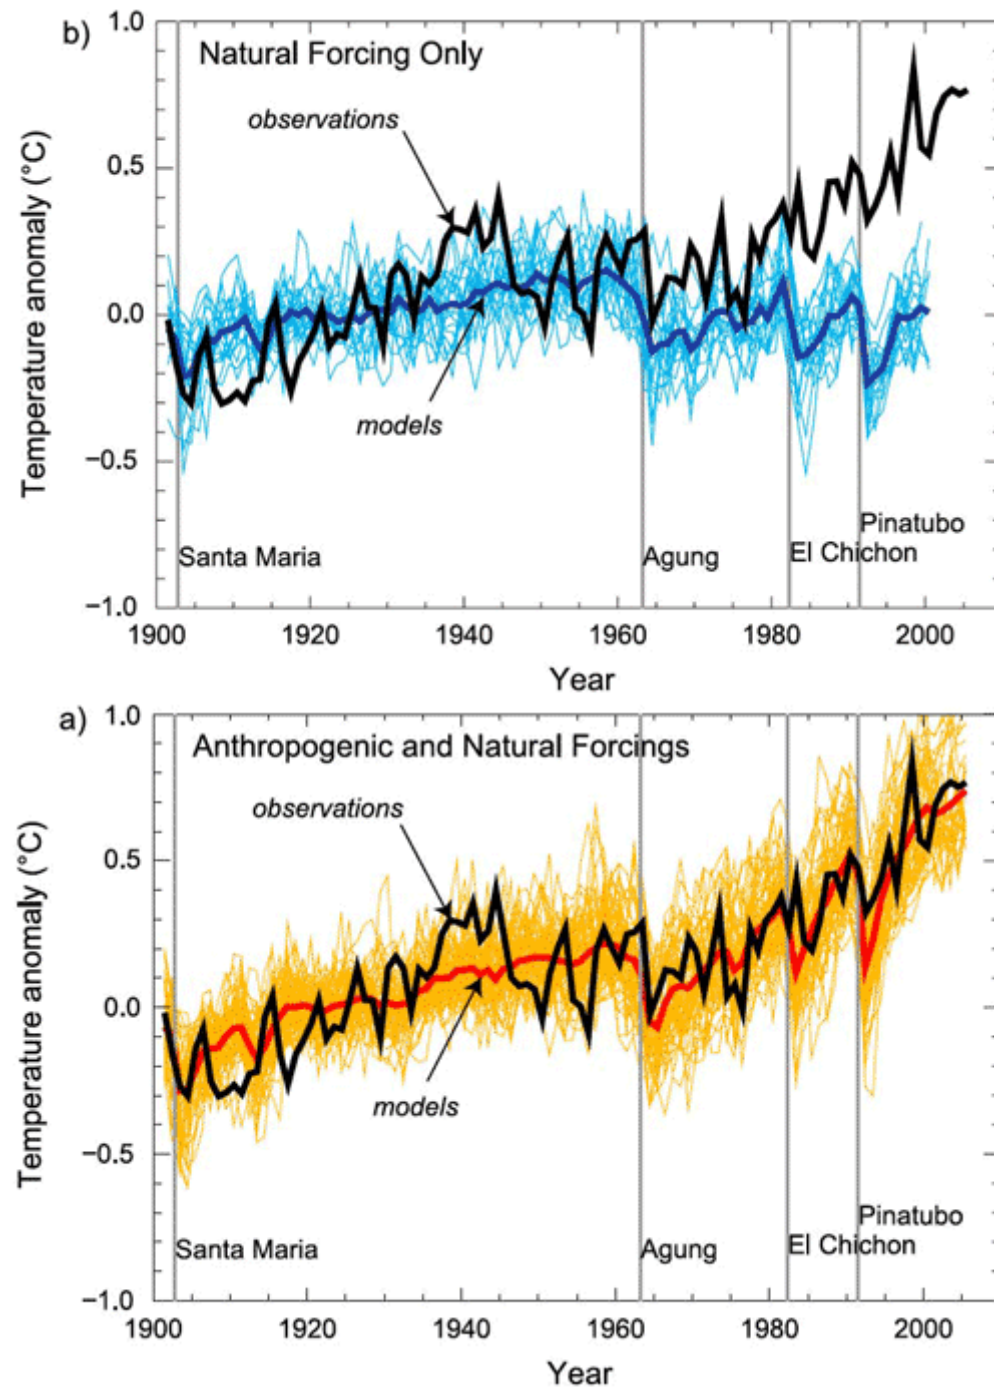 b)
Natural Forcing Only
observations
models
Temperature anomaly (°C)
1.0
0.5
0.0
−0.5
−1.0
Santa Maria
Agung
El Chichon
Pinatubo
1900 1920 1940 1960 1980 2000
Year
a)
Anthropogenic and Natural Forcings
observations
models
Temperature anomaly (°C)
1.0
0.5
0.0
−0.5
−1.0
Santa Maria
Agung
El Chichon
Pinatubo
1900 1920 1940 1960 1980 2000
Year